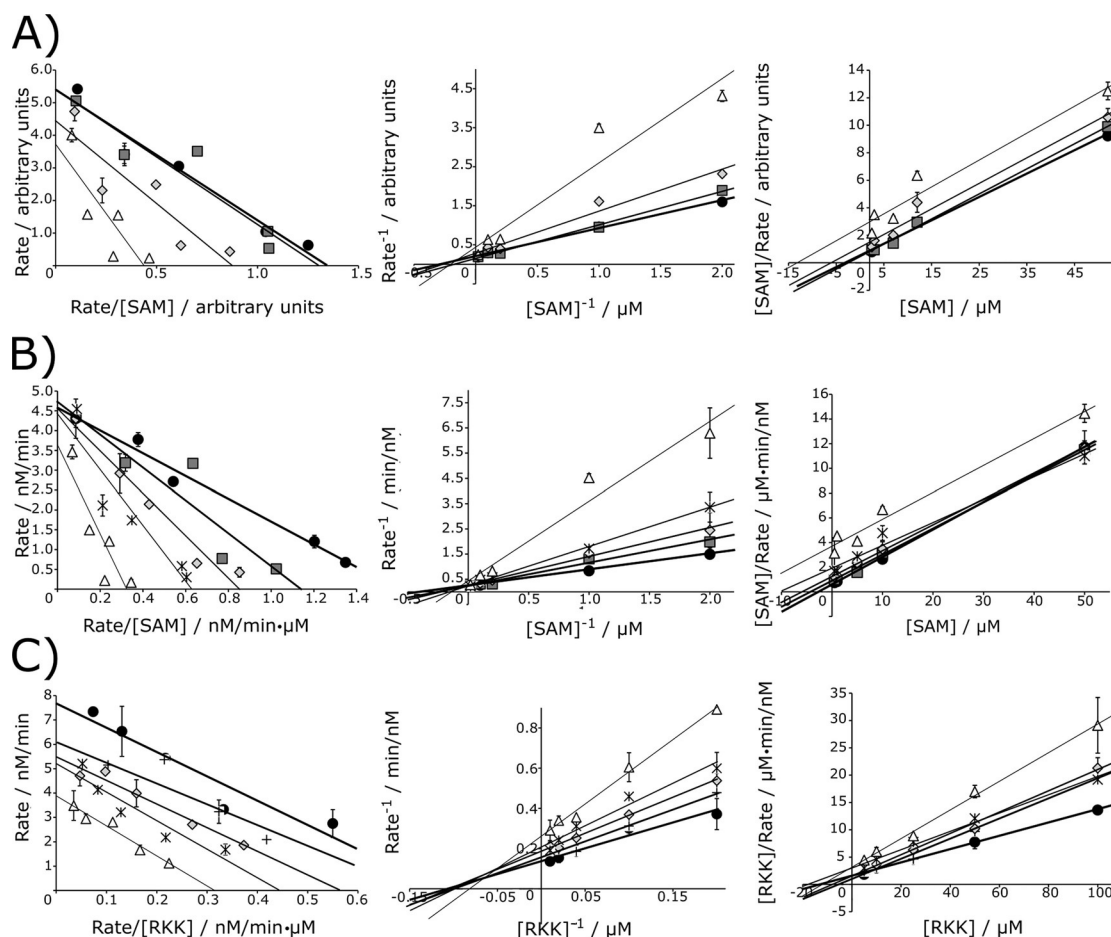 A)
Rate / arbitrary units
6.0
5.0
4.0
3.0
2.0
1.0
0 0.5 1.0 1.5
Rate/[SAM] / arbitrary units
Rate⁻¹ / arbitrary units
4.5
3.5
2.5
1.5
0.5
-0.5 0 0.5 1.0 1.5 2.0
[SAM]⁻¹ / µM
[SAM]/Rate / arbitrary units
14
12
10
8
6
4
2
-2
-15 -5 5 15 25 35 45
[SAM] / µM
B)
Rate / nM/min
5.0
4.5
4.0
3.5
3.0
2.5
2.0
1.5
1.0
0.5
0 0.2 0.4 0.6 0.8 1.0 1.2 1.4
Rate/[SAM] / nM/min•µM
Rate⁻¹ / min/nM
7.5
6.5
5.5
4.5
3.5
2.5
1.5
0.5
-0.5 0 0.5 1.0 1.5 2.0
[SAM]⁻¹ / µM
[SAM]/Rate / µM•min/nM
16
14
12
10
8
6
4
2
-10 0 10 20 30 40 50
[SAM] / µM
C)
Rate / nM/min
8
7
6
5
4
3
2
1
0 0.1 0.2 0.3 0.4 0.5 0.6
Rate/[RKK] / nM/min•µM
Rate⁻¹ / min/nM
0.8
0.6
0.4
0.2
-0.15 -0.05 0.05 0.15
[RKK]⁻¹ / µM
[RKK]/Rate / µM•min/nM
35
30
25
20
15
10
5
-5
-20 0 20 40 60 80 100
[RKK] / µM